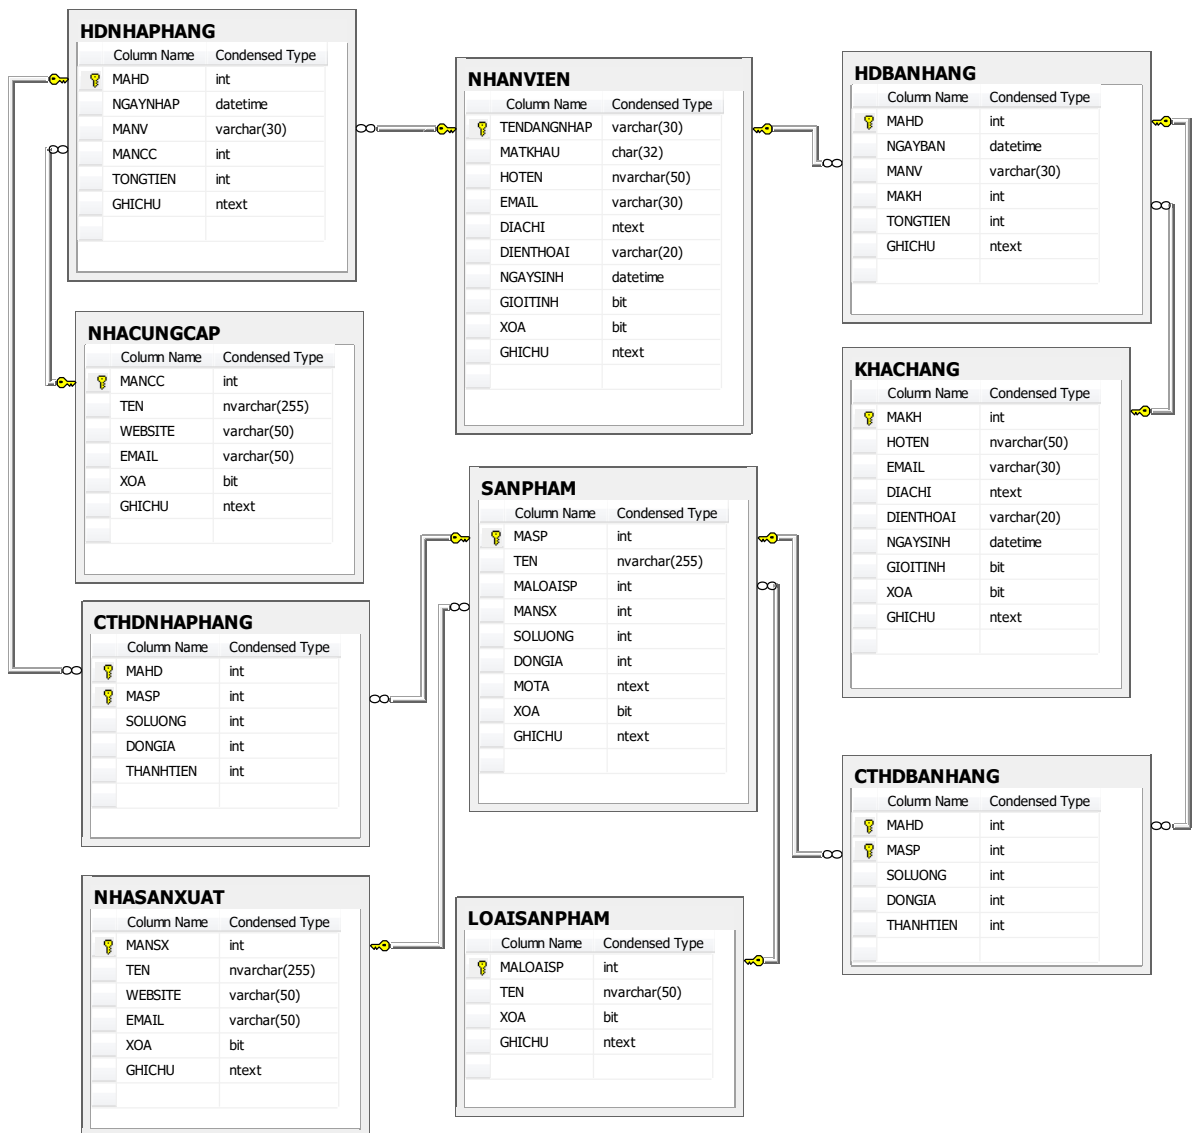 HDNHAPHANG
Column Name Condensed Type
MAHD int
NGAYNHAP datetime
MANV varchar(30)
MANCC int
TONGTIEN int
GHICHU ntext
NHANVIEN
Column Name Condensed Type
TENDANGNHAP varchar(30)
MATKHAU char(32)
HOTEN nvarchar(50)
EMAIL varchar(30)
DIACHI ntext
DIENTHOAI varchar(20)
NGAYSINH datetime
GIOITINH bit
XOA bit
GHICHU ntext
HDBANHANG
Column Name Condensed Type
MAHD int
NGAYBAN datetime
MANV varchar(30)
MAKH int
TONGTIEN int
GHICHU ntext
NHACUNGCAP
Column Name Condensed Type
MANCC int
TEN nvarchar(255)
WEBSITE varchar(50)
EMAIL varchar(50)
XOA bit
GHICHU ntext
KHACHANG
Column Name Condensed Type
MAKH int
HOTEN nvarchar(50)
EMAIL varchar(30)
DIACHI ntext
DIENTHOAI varchar(20)
NGAYSINH datetime
GIOITINH bit
XOA bit
GHICHU ntext
SANPHAM
Column Name Condensed Type
MASP int
TEN nvarchar(255)
MALOAISP int
MANSX int
SOLUONG int
DONGIA int
MOTA ntext
XOA bit
GHICHU ntext
CTHDNHAPHANG
Column Name Condensed Type
MAHD int
MASP int
SOLUONG int
DONGIA int
THANHTIEN int
CTHDBANHANG
Column Name Condensed Type
MAHD int
MASP int
SOLUONG int
DONGIA int
THANHTIEN int
NHASANXUAT
Column Name Condensed Type
MANSX int
TEN nvarchar(255)
WEBSITE varchar(50)
EMAIL varchar(50)
XOA bit
GHICHU ntext
LOAISANPHAM
Column Name Condensed Type
MALOAISP int
TEN nvarchar(50)
XOA bit
GHICHU ntext